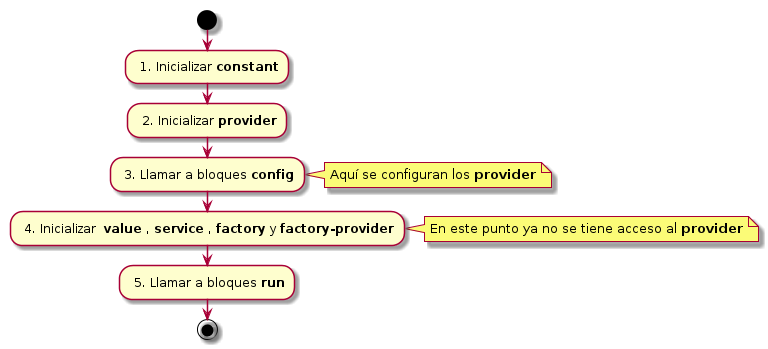 1. Inicializar constant
2. Inicializar provider
3. Llamar a bloques config
Aquí se configuran los provider
4. Inicializar value , service , factory y factory-provider
En este punto ya no se tiene acceso al provider
5. Llamar a bloques run